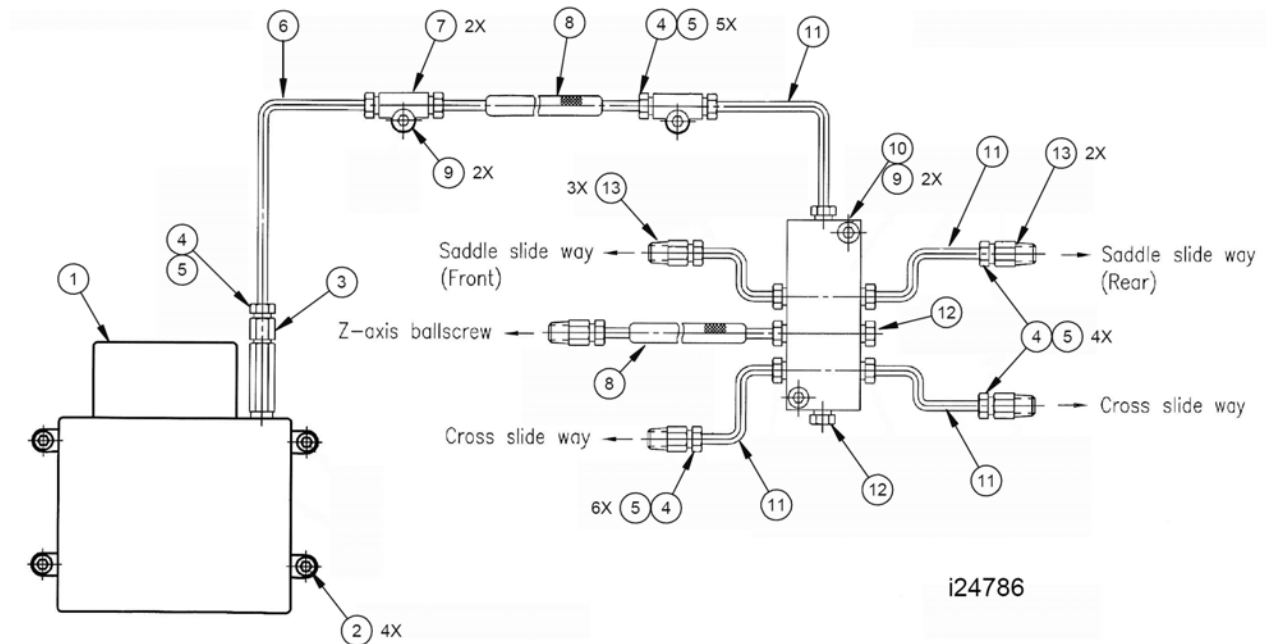 6
7 2X
8
4 5 5X
11
9 2X
10
9 2X
11
13 2X
3X 13
Saddle slide way
(Front)
Saddle slide way
(Rear)
4
5
3
1
Z-axis ballscrew
12
4 5 4X
8
Cross slide way
Cross slide way
6X 5 4
11
12
11
i24786
2 4X